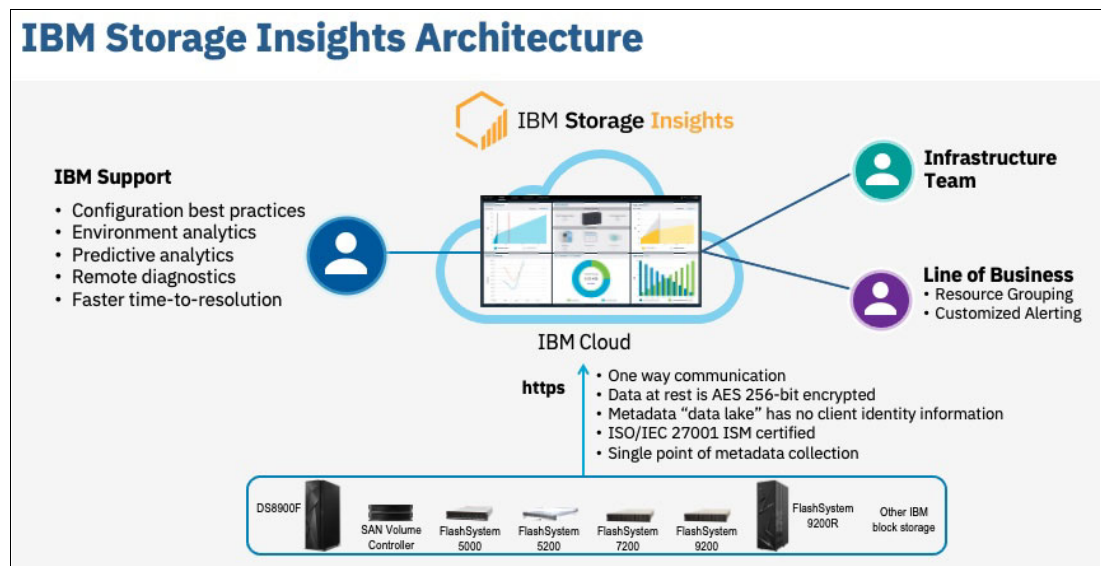 IBM Storage Insights Architecture
IBM Storage Insights
IBM Support
• Configuration best practices
• Environment analytics
• Predictive analytics
• Remote diagnostics
• Faster time-to-resolution
Infrastructure
Team
Line of Business
• Resource Grouping
• Customized Alerting
IBM Cloud
https
• One way communication
• Data at rest is AES 256-bit encrypted
• Metadata “data lake” has no client identity information
• ISO/IEC 27001 ISM certified
• Single point of metadata collection
DS8900F
SAN Volume
Controller
FlashSystem
5000
FlashSystem
5200
FlashSystem
7200
FlashSystem
9200
FlashSystem
9200R
Other IBM
block storage